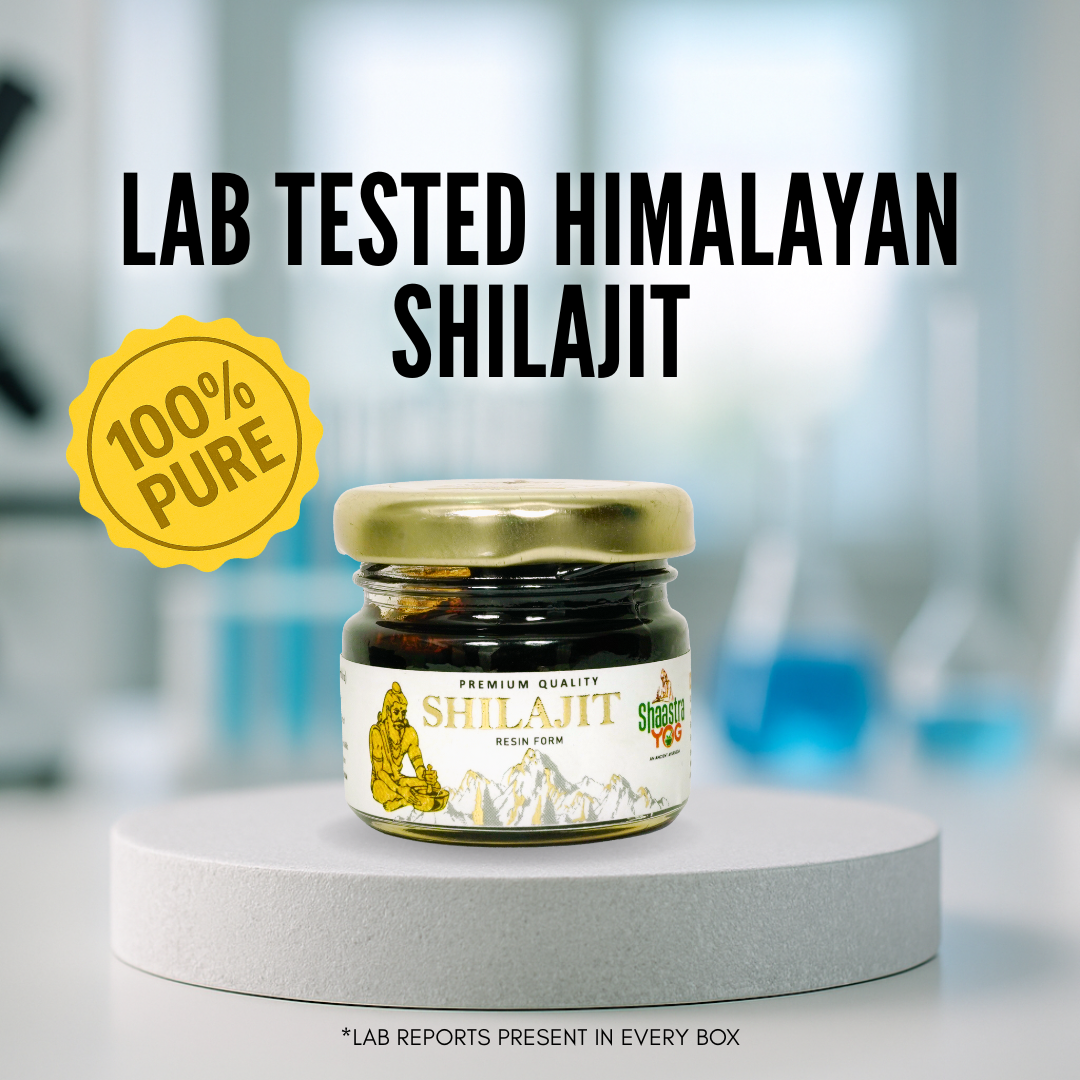 LAB TESTED HIMALAYAN
SHILAJIT
100%
PURE
PREMIUM QUALITY
SHILAJIT
RESIN FORM
Shaastra
YOG
*LAB REPORTS PRESENT IN EVERY BOX